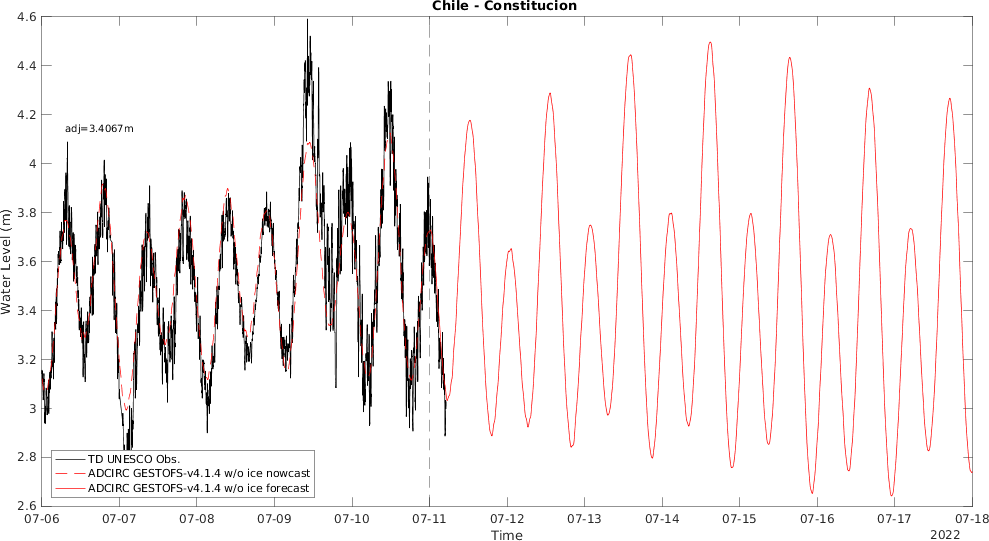 Chile - Constitucion
4.6
4.4
4.2
4
3.8
3.6
3.4
3.2
3
2.8
2.6
Water Level (m)
adj=3.4067m
TD UNESCO Obs.
ADCIRC GESTOFS-v4.1.4 w/o ice nowcast
ADCIRC GESTOFS-v4.1.4 w/o ice forecast
07-06 07-07 07-08 07-09 07-10 07-11 07-12 07-13 07-14 07-15 07-16 07-17 07-18
Time
2022